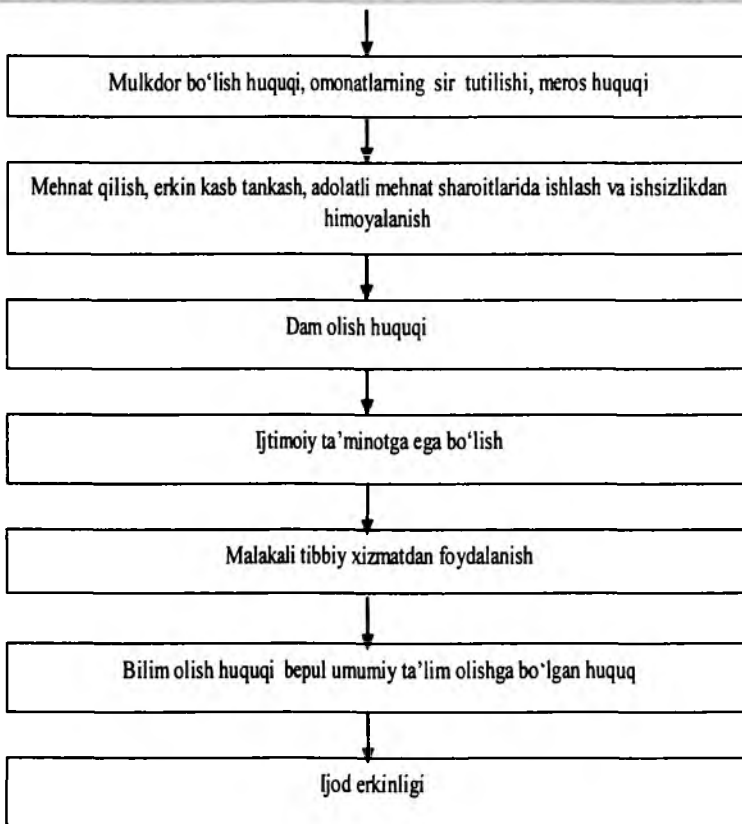 Mulkdor bo‘lish huquqi, omonatlarning sir tutilishi, meros huquqi
Mehnat qilish, erkin kasb tankash, adolatli mehnat sharoitlarida ishlash va ishsizlikdan
himoyalanish
Dam olish huquqi
Ijtimoiy ta’minotga ega bo‘lish
Malakali tibbiy xizmatdan foydalanish
Bilim olish huquqi bepul umumiy ta’lim olishga bo‘lgan huquq
Ijod erkinligi